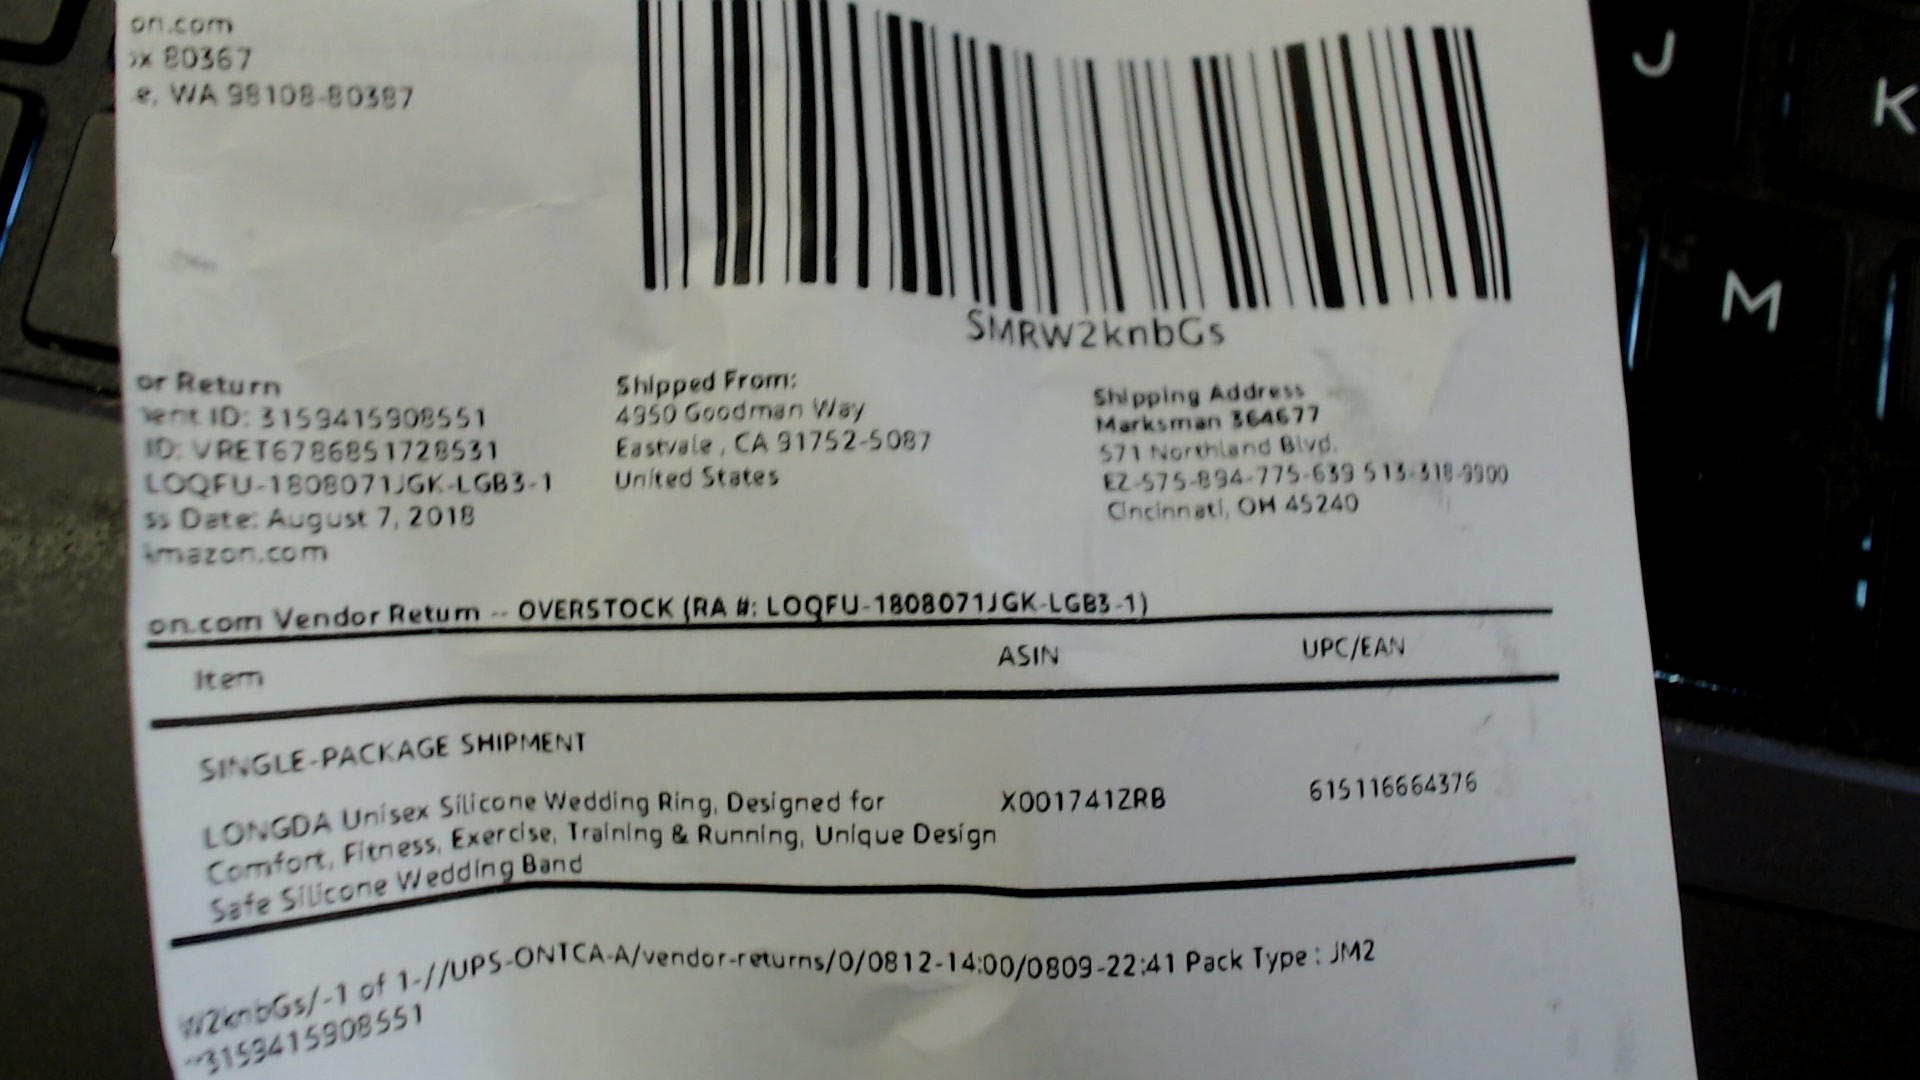 on.com
x 80367
e, WA 98108-80387
SMRW2knbGs
or Return
ent ID: 3159415908551
ID: VRET6786851728531
LOQFU-1808071JGK-LGB3-1
ss Date: August 7, 2018
mazon.com
Shipped From:
4950 Goodman Way
Eastvale , CA 91752-5087
United States
Shipping Address
Marksman 364677
571 Northland Blvd.
EZ-575-894-775-639 513-318-9900
Cincinnati, OH 45240
on.com Vendor Return -- OVERSTOCK (RA #: LOQFU-1808071JGK-LGB3-1)
Item ASIN UPC/EAN
SINGLE-PACKAGE SHIPMENT
LONGDA Unisex Silicone Wedding Ring, Designed for X001741ZRB 615116664376
Comfort, Fitness, Exercise, Training & Running, Unique Design
Safe Silicone Wedding Band
W2knbGs/-1 of 1-//UPS-ONTCA-A/vendor-returns/0/0812-14:00/0809-22:41 Pack Type : JM2
3159415908551
J
K
M